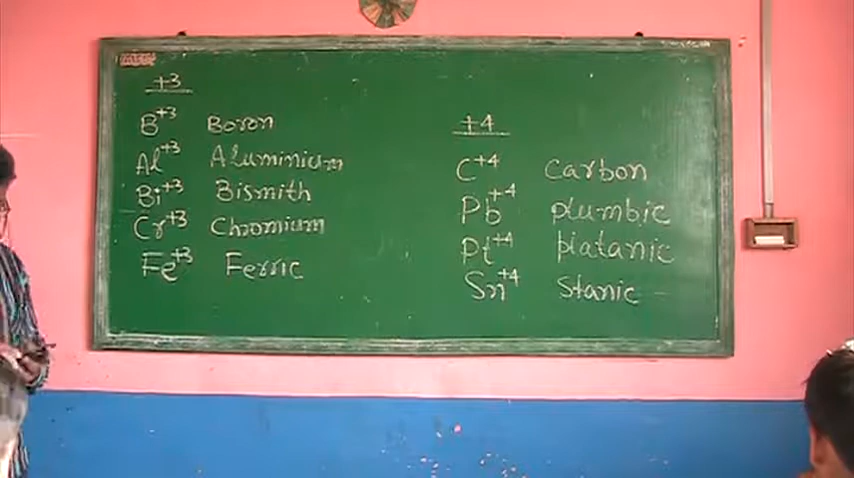 +3
B+3 Boron
Al+3 Aluminium
Bi+3 Bismith
Cr+3 Chromium
Fe+3 Ferric
+4
C+4 Carbon
Pb+4 plumbic
Pt+4 platanic
Sn+4 Stanic